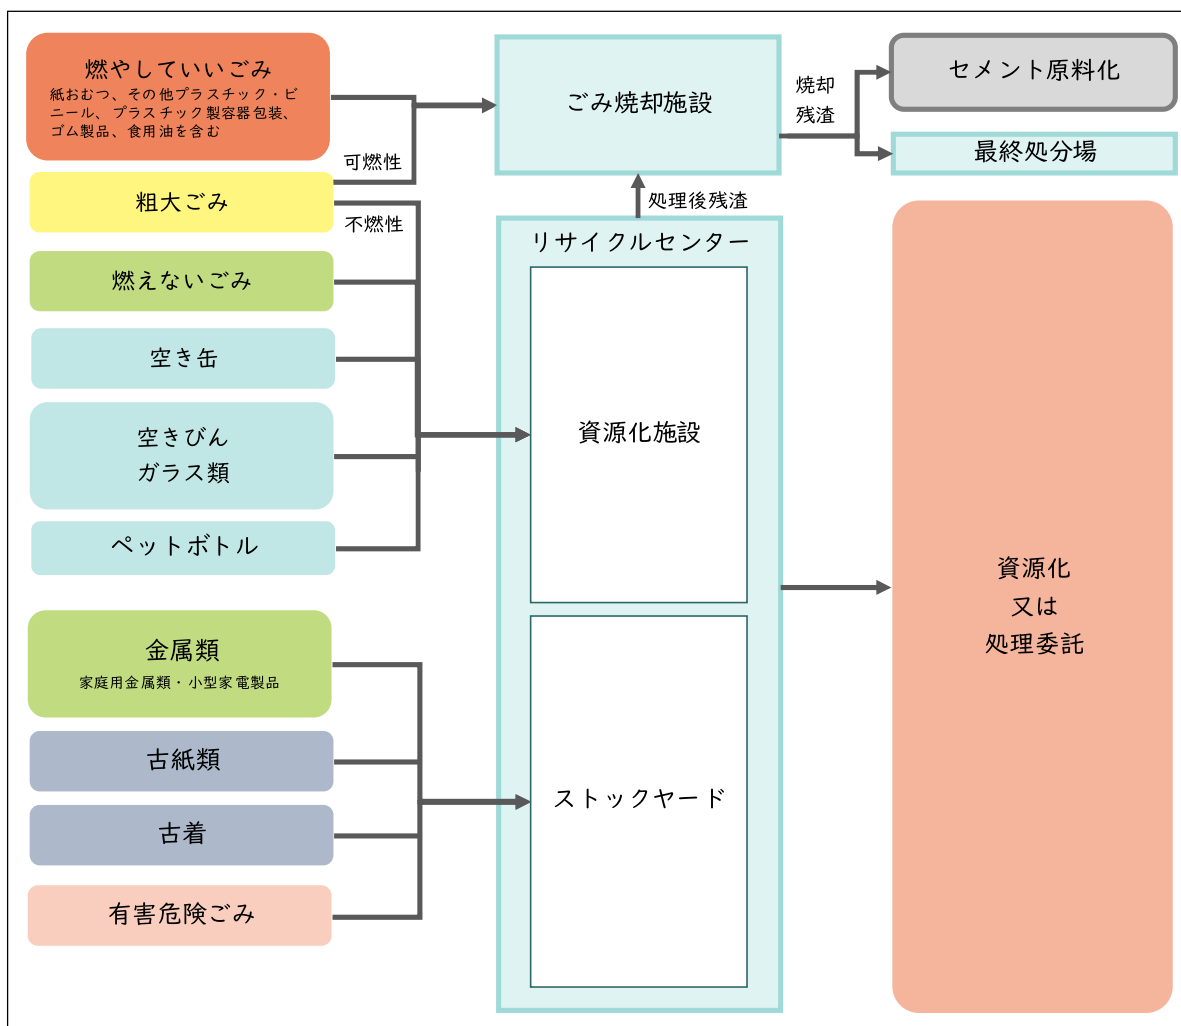 燃やしていいごみ
紙おむつ、その他プラスチック・ビ
ニール、プラスチック製容器包装、
ゴム製品、食用油を含む
可燃性
粗大ごみ
不燃性
燃えないごみ
空き缶
空きびん
ガラス類
ペットボトル
金属類
家庭用金属類・小型家電製品
古紙類
古着
有害危険ごみ
ごみ焼却施設
処理後残渣
リサイクルセンター
資源化施設
ストックヤード
焼却
残渣
セメント原料化
最終処分場
資源化
又は
処理委託